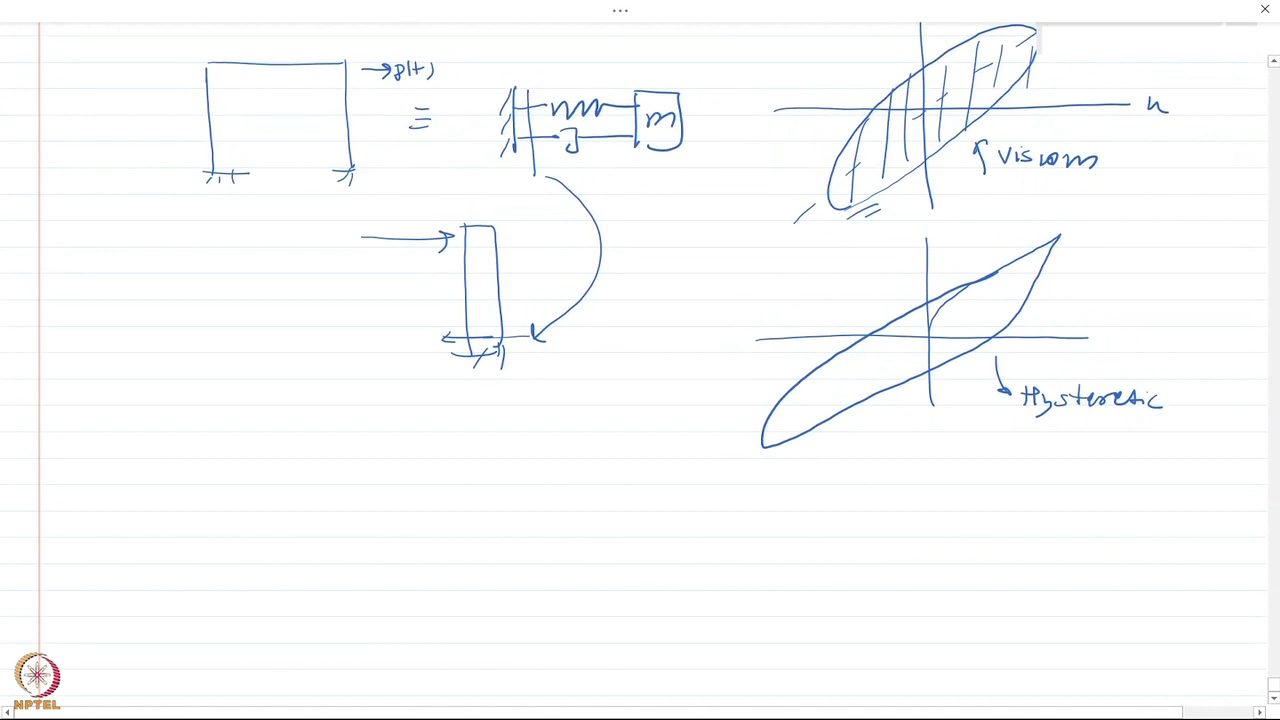 p(t)
≡
m
u
Viscous
Hysteretic
NPTEL